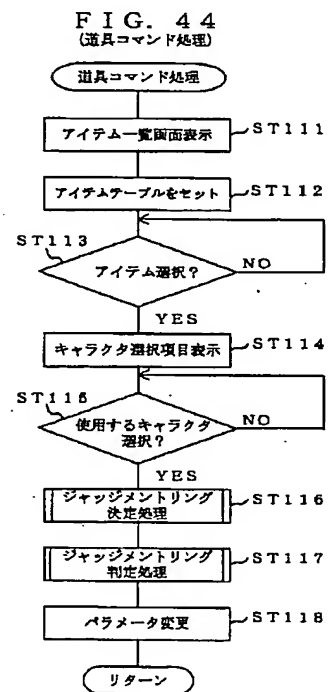 FIG. 44
(道具コマンド処理)
道具コマンド処理
アイテム一覧画面表示
ST111
アイテムテーブルをセット
ST112
ST113
アイテム選択?
NO
YES
キャラクタ選択項目表示
ST114
ST115
使用するキャラクタ
選択?
NO
YES
ジャッジメントリング
決定処理
ST116
ジャッジメントリング
判定処理
ST117
パラメータ変更
ST118
リターン